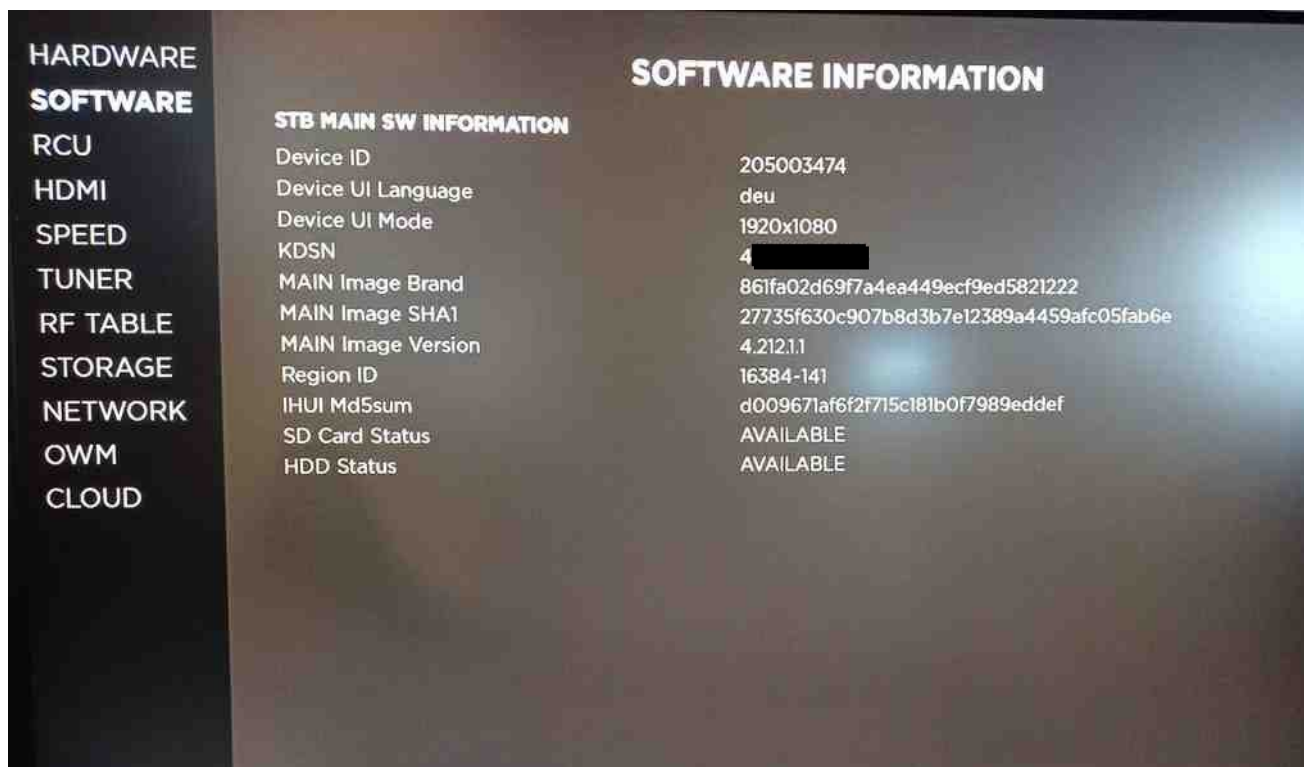 HARDWARE
SOFTWARE
RCU
HDMI
SPEED
TUNER
RF TABLE
STORAGE
NETWORK
OWM
CLOUD
SOFTWARE INFORMATION
STB MAIN SW INFORMATION
Device ID 205003474
Device UI Language deu
Device UI Mode 1920x1080
KDSN 4
MAIN Image Brand 861fa02d69f7a4ea449ecf9ed5821222
MAIN Image SHA1 27735f630c907b8d3b7e12389a4459afc05fab6e
MAIN Image Version 4.212.1.1
Region ID 16384-141
IHUI Md5sum d009671af6f2f715c181b0f7989eddef
SD Card Status AVAILABLE
HDD Status AVAILABLE